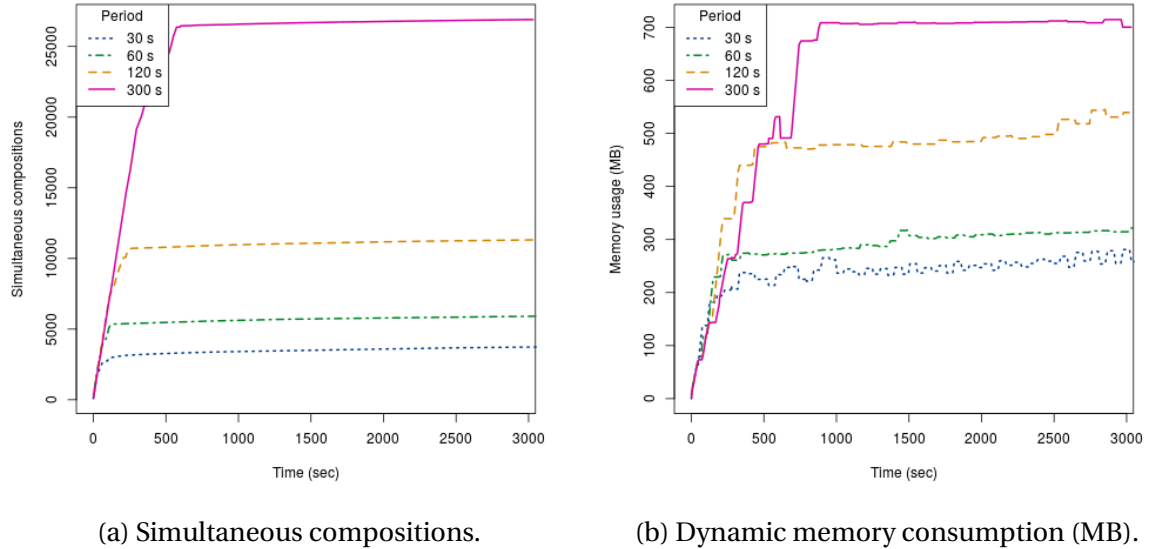 Period
30 s
60 s
120 s
300 s
Simultaneous compositions
0
5000
10000
15000
20000
25000
0
500
1000
1500
2000
2500
3000
Time (sec)
(a) Simultaneous compositions.
Period
30 s
60 s
120 s
300 s
Memory usage (MB)
0
100
200
300
400
500
600
700
0
500
1000
1500
2000
2500
3000
Time (sec)
(b) Dynamic memory consumption (MB).